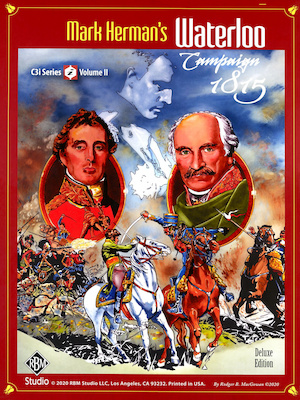 Mark Herman's Waterloo
C3i Series Volume II
Campaign
1815
Deluxe
Edition
RBM
Studio © 2020 RBM Studio LLC, Los Angeles, CA 93232. Printed in USA.
By Rodger B. MacGowan ©2020